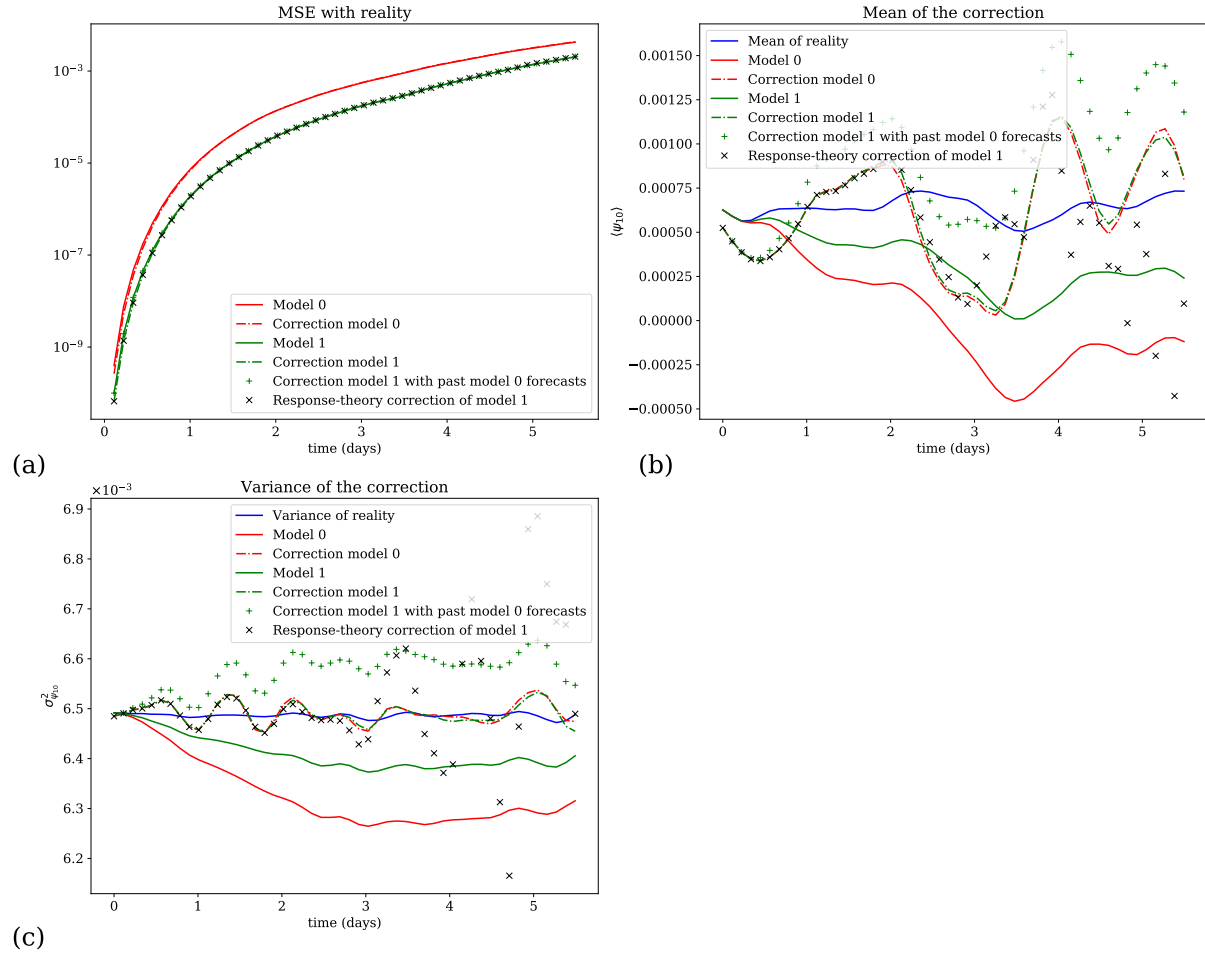 MSE with reality
10⁻³
10⁻⁵
10⁻⁷
10⁻⁹
Model 0
Correction model 0
Model 1
Correction model 1
Correction model 1 with past model 0 forecasts
Response-theory correction of model 1
0 1 2 3 4 5
time (days)
(a)
Mean of the correction
0.00150
0.00125
0.00100
0.00075
0.00050
0.00025
0.00000
−0.00025
−0.00050
⟨ψ₁₀⟩
Mean of reality
Model 0
Correction model 0
Model 1
Correction model 1
Correction model 1 with past model 0 forecasts
Response-theory correction of model 1
0 1 2 3 4 5
time (days)
(b)
Variance of the correction
×10⁻³
6.9
6.8
6.7
6.6
6.5
6.4
6.3
6.2
σ²ψ₁₀
Variance of reality
Model 0
Correction model 0
Model 1
Correction model 1
Correction model 1 with past model 0 forecasts
Response-theory correction of model 1
0 1 2 3 4 5
time (days)
(c)